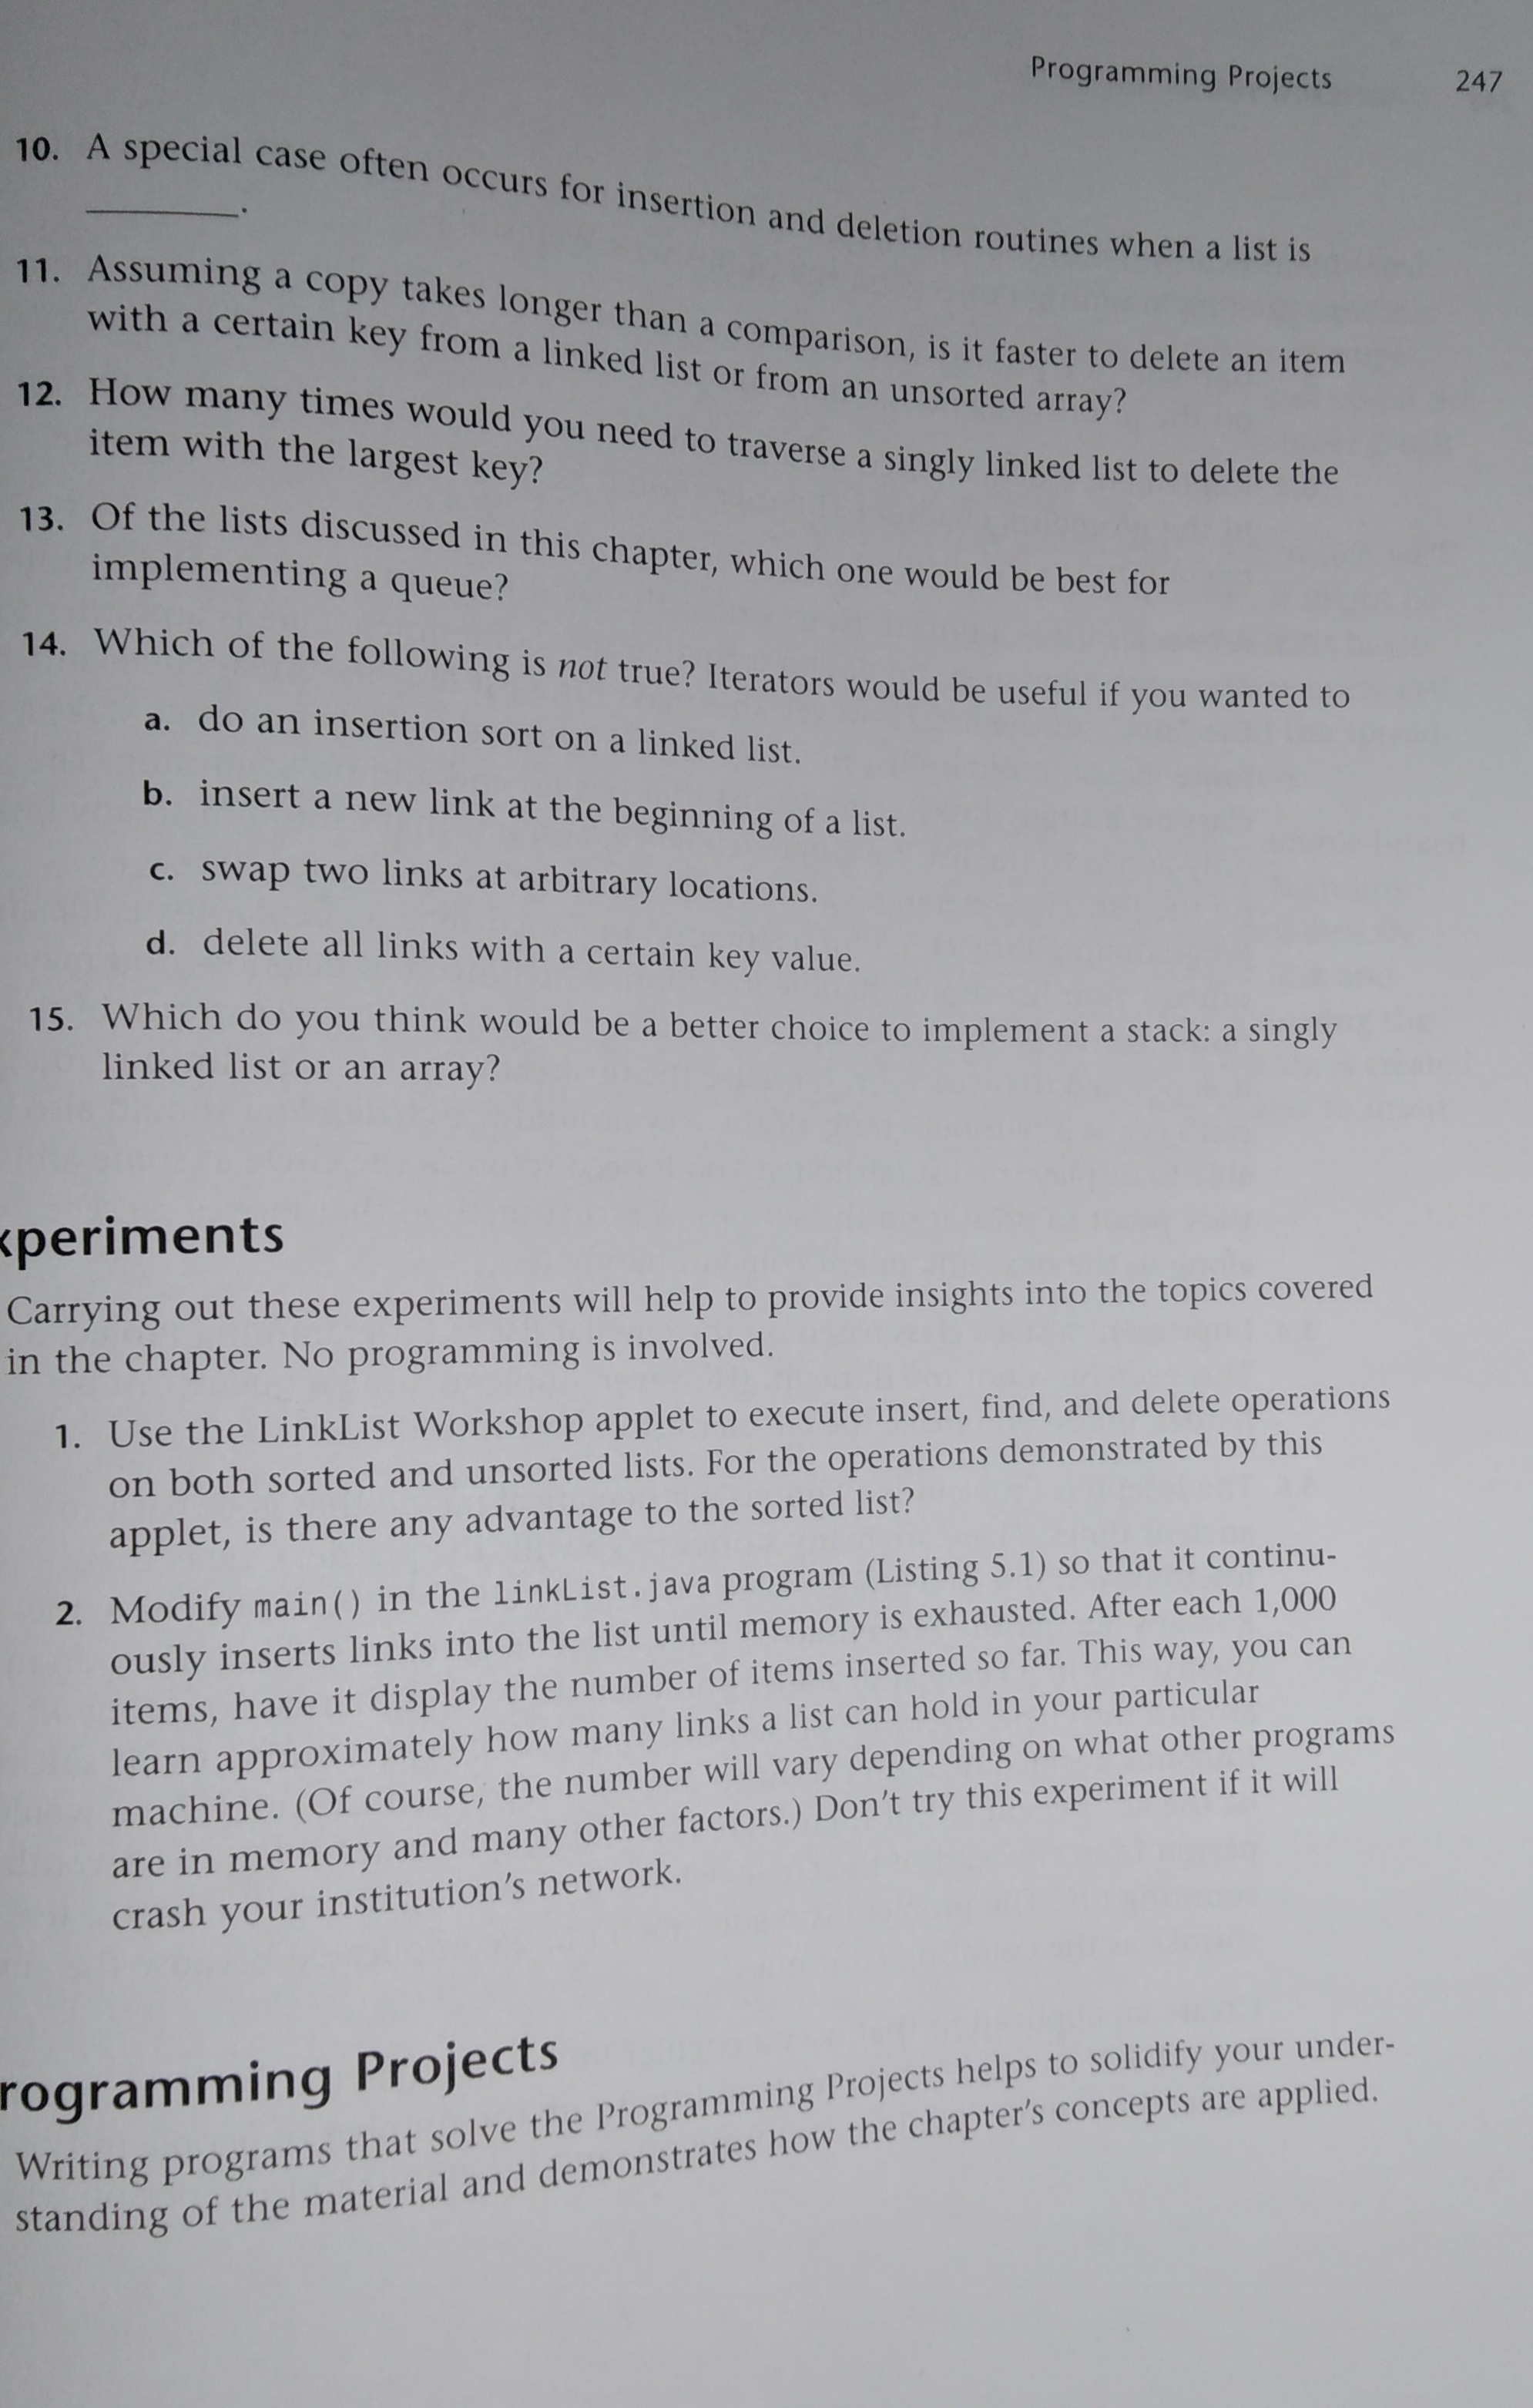 Programming Projects 247
10. A special case often occurs for insertion and deletion routines when a list is
________.
11. Assuming a copy takes longer than a comparison, is it faster to delete an item
with a certain key from a linked list or from an unsorted array?
12. How many times would you need to traverse a singly linked list to delete the
item with the largest key?
13. Of the lists discussed in this chapter, which one would be best for
implementing a queue?
14. Which of the following is not true? Iterators would be useful if you wanted to
a. do an insertion sort on a linked list.
b. insert a new link at the beginning of a list.
c. swap two links at arbitrary locations.
d. delete all links with a certain key value.
15. Which do you think would be a better choice to implement a stack: a singly
linked list or an array?
xperiments
Carrying out these experiments will help to provide insights into the topics covered
in the chapter. No programming is involved.
1. Use the LinkList Workshop applet to execute insert, find, and delete operations
on both sorted and unsorted lists. For the operations demonstrated by this
applet, is there any advantage to the sorted list?
2. Modify main() in the linkList.java program (Listing 5.1) so that it continu-
ously inserts links into the list until memory is exhausted. After each 1,000
items, have it display the number of items inserted so far. This way, you can
learn approximately how many links a list can hold in your particular
machine. (Of course, the number will vary depending on what other programs
are in memory and many other factors.) Don't try this experiment if it will
crash your institution's network.
rogramming Projects
Writing programs that solve the Programming Projects helps to solidify your under-
standing of the material and demonstrates how the chapter's concepts are applied.